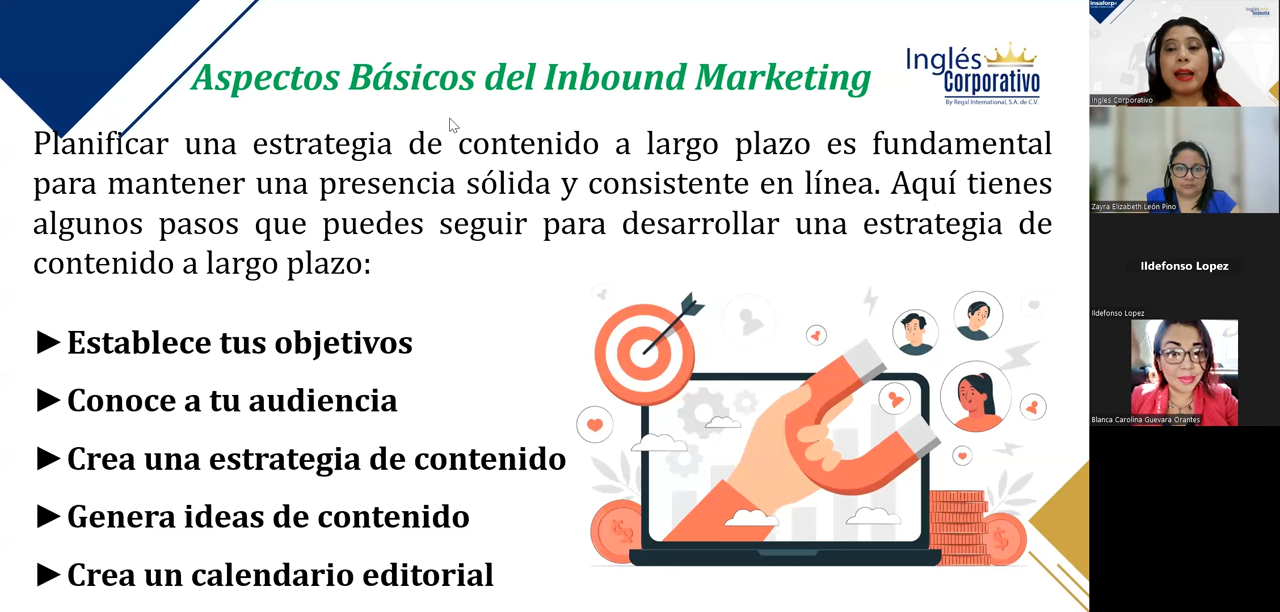 Aspectos Básicos del Inbound Marketing
Inglés
Corporativo
By Regal International, S.A. de C.V.
Planificar una estrategia de contenido a largo plazo es fundamental
para mantener una presencia sólida y consistente en línea. Aquí tienes
algunos pasos que puedes seguir para desarrollar una estrategia de
contenido a largo plazo:
►Establece tus objetivos
►Conoce a tu audiencia
►Crea una estrategia de contenido
►Genera ideas de contenido
►Crea un calendario editorial
Insaforp
Inglés Corporativo
Zayra Elizabeth León Pino
Ildefonso Lopez
Ildefonso Lopez
Blanca Carolina Guevara Orantes